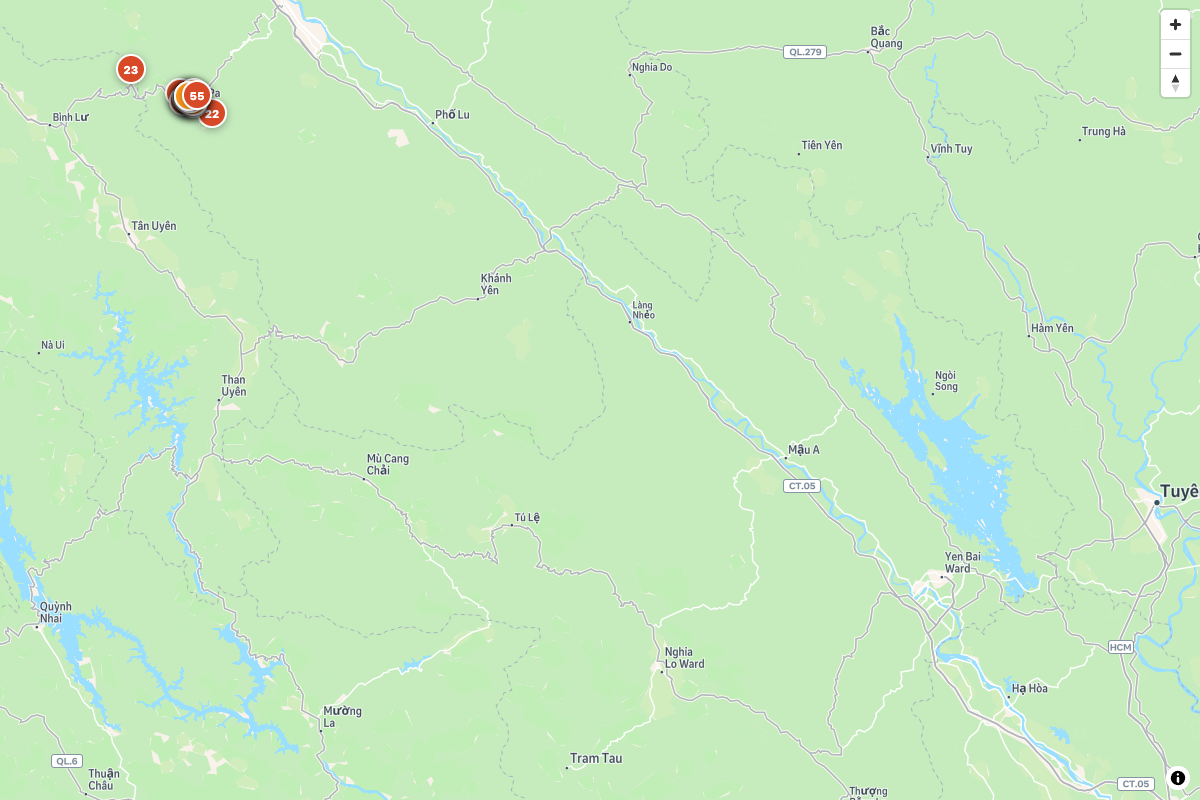 Bắc
Quang
QL.279
Nghia Do
23
55
22
Pa
Bình Lư
Phố Lu
Trung Hà
Tiên Yên
Vĩnh Tuy
Tân Uyên
Khánh
Yên
Làng
Nhẻo
Hàm Yên
Nà Ui
Than
Uyên
Ngòi
Song
Mậu A
Mù Cang
Chải
CT.05
Tuyê
Tú Lệ
Yen Bai
Ward
Quỳnh
Nhai
HCM
Nghia
Lo Ward
Hạ Hòa
Mường
La
QL.6
Tram Tau
Thuận
Châu
CT.05
Thượng